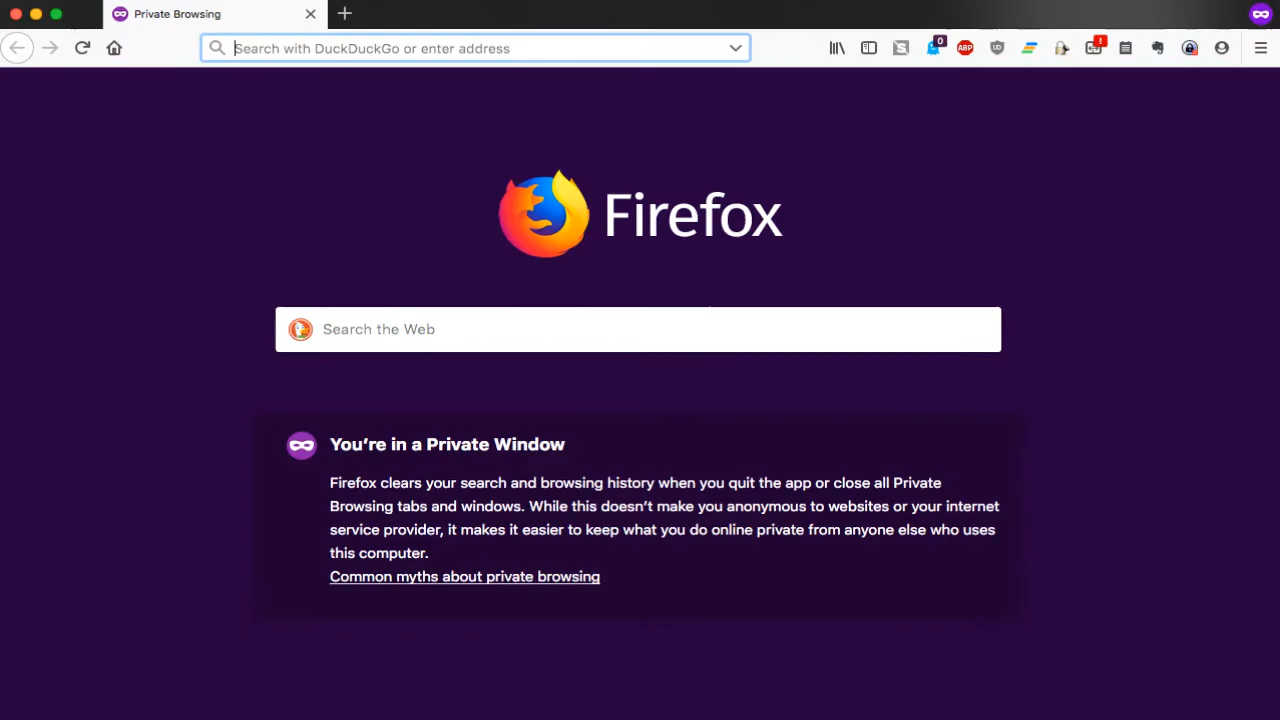 Private Browsing
Search with DuckDuckGo or enter address
0
ABP
UD
!
Firefox
Search the Web
You're in a Private Window
Firefox clears your search and browsing history when you quit the app or close all Private
Browsing tabs and windows. While this doesn't make you anonymous to websites or your internet
service provider, it makes it easier to keep what you do online private from anyone else who uses
this computer.
Common myths about private browsing